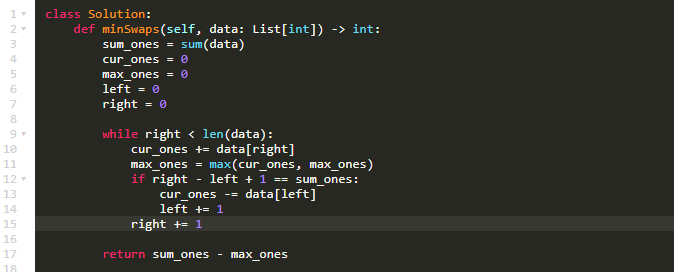 1 class Solution:
2 def minSwaps(self, data: List[int]) -> int:
3 sum_ones = sum(data)
4 cur_ones = 0
5 max_ones = 0
6 left = 0
7 right = 0
8
9 while right < len(data):
10 cur_ones += data[right]
11 max_ones = max(cur_ones, max_ones)
12 if right - left + 1 == sum_ones:
13 cur_ones -= data[left]
14 left += 1
15 right += 1
16
17 return sum_ones - max_ones
18